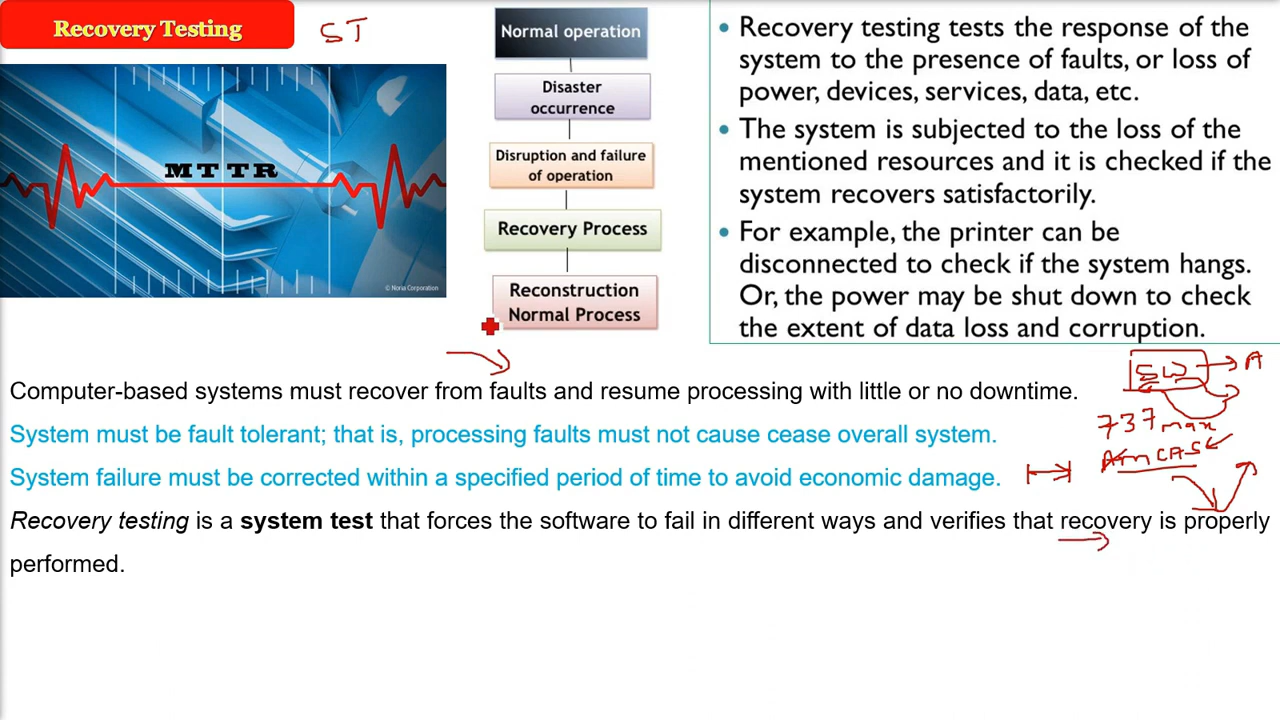 Recovery Testing
ST
MTTR
© Noria Corporation
Normal operation
Disaster
occurrence
Disruption and failure
of operation
Recovery Process
Reconstruction
Normal Process
• Recovery testing tests the response of the
system to the presence of faults, or loss of
power, devices, services, data, etc.
• The system is subjected to the loss of the
mentioned resources and it is checked if the
system recovers satisfactorily.
• For example, the printer can be
disconnected to check if the system hangs.
Or, the power may be shut down to check
the extent of data loss and corruption.
SW A
737 max
Computer-based systems must recover from faults and resume processing with little or no downtime.
System must be fault tolerant; that is, processing faults must not cause cease overall system.
System failure must be corrected within a specified period of time to avoid economic damage.
Recovery testing is a system test that forces the software to fail in different ways and verifies that recovery is properly
performed.